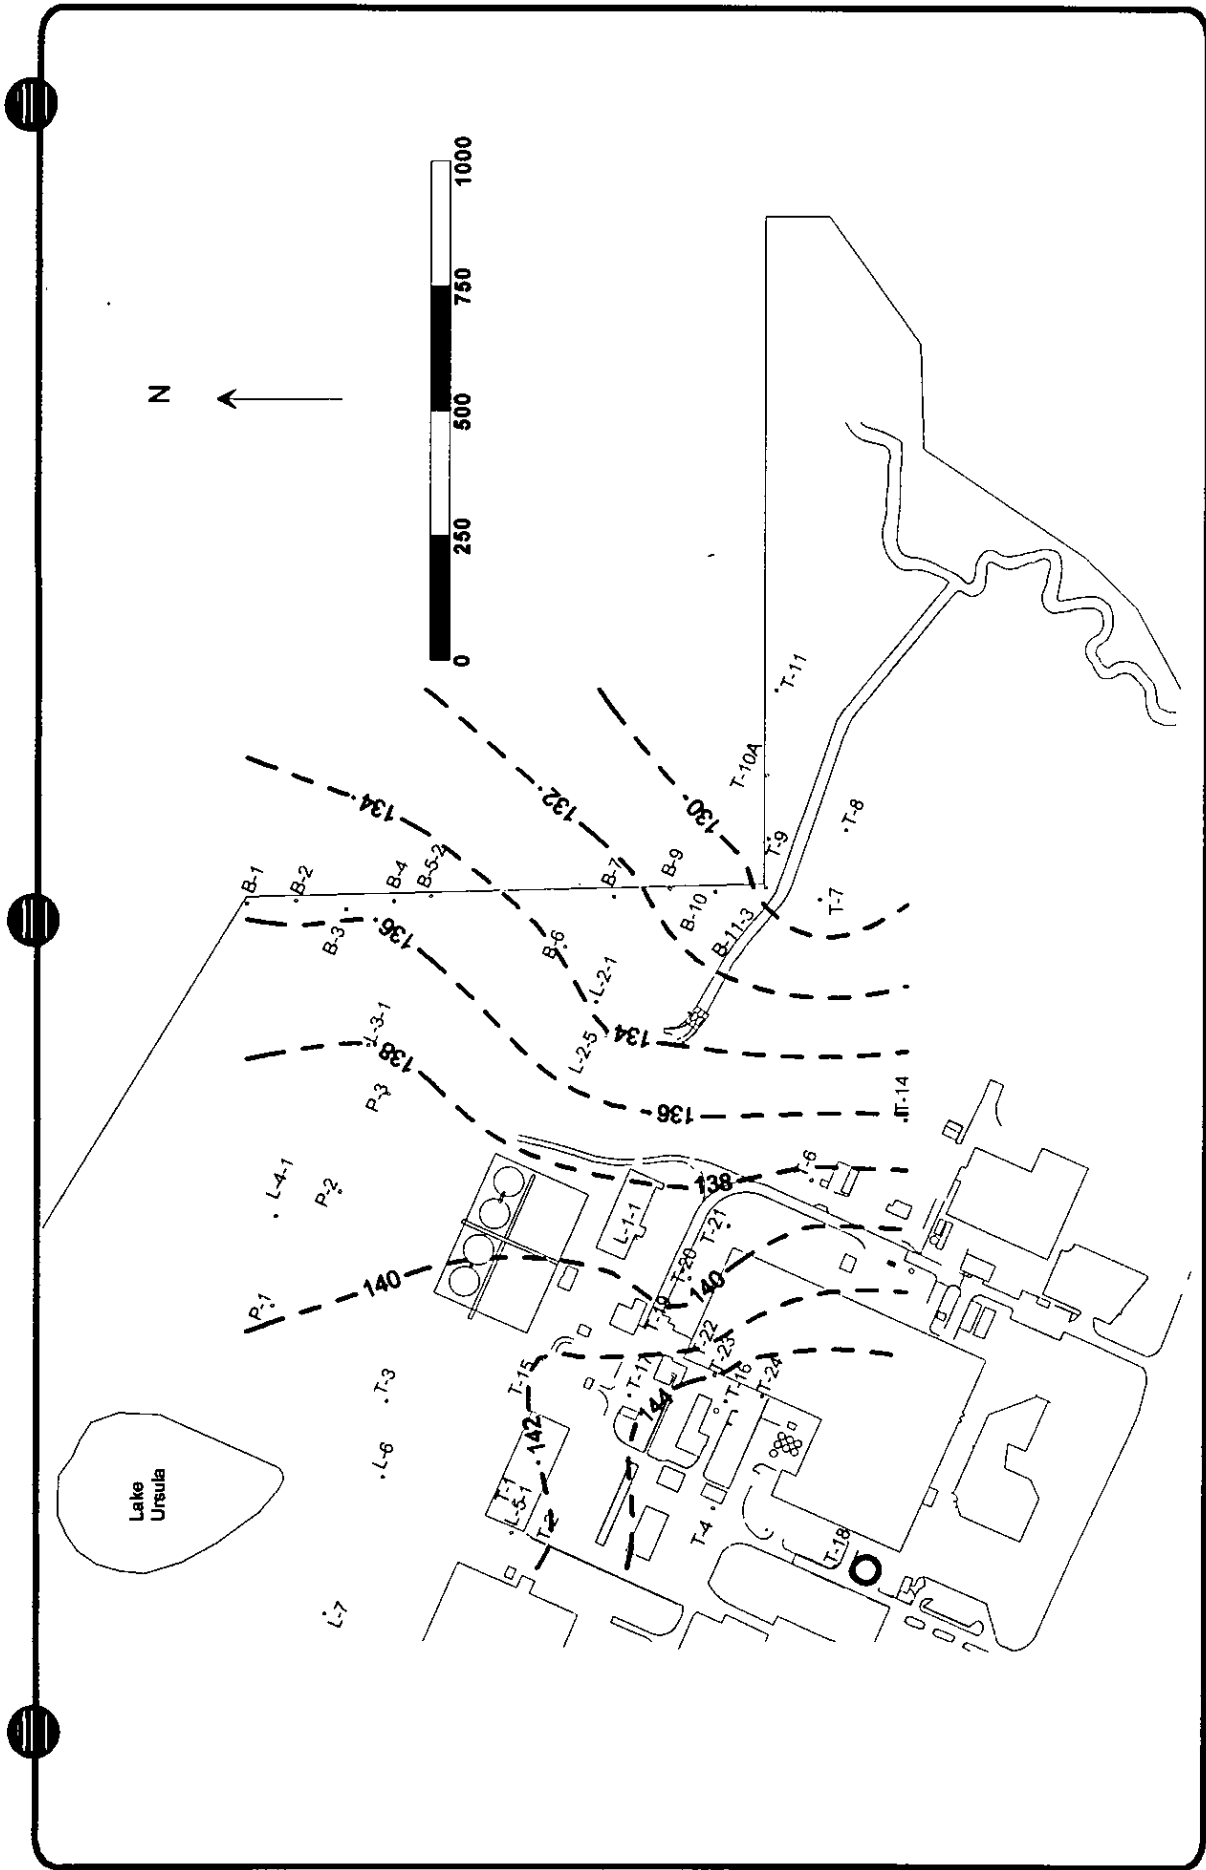 N
0
250
500
750
1000
Lake
Ursula
B-1
B-2
B-3
B-4
B-5-2
B-6
B-7
B-9
B-10
B-11-3
L-2-1
L-2-5
L-3-1
P-3
L-4-1
P-2
P-1
T-3
L-6
L-7
T-1
L-5-1
T-2
T-15
L-1-1
T-19
T-20
T-21
T-22
T-23
T-17
T-16
T-24
T-4
T-18
T-6
T-14
T-7
T-8
T-9
T-10A
T-11
134
132
130
136
138
134
136
138
140
140
142
144